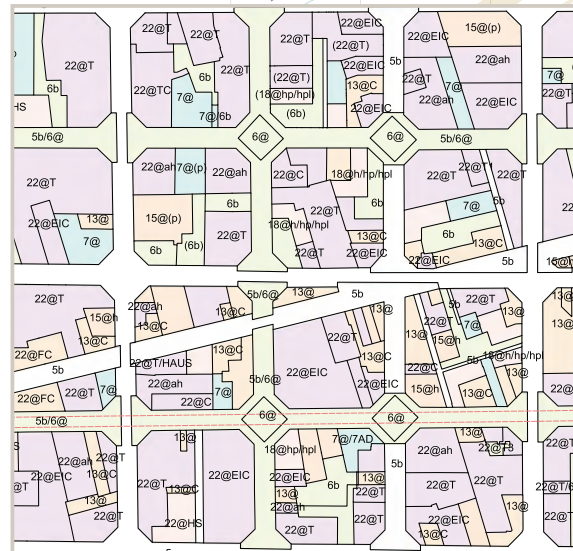 22@T
22@T
22@T
22@T
22@EIC
15@(p)
(22@T)
5b
22@T
6b
22@T
(22@T)
22@EIC
22@T
22@ah
7@
7@
6b
22@TC
7@
(18@hp/hpl)
13@C
22@ah
22@EIC
22@T
HS
7@/6b
(6b)
22@EIC
5b/6@
6@
6@
5b/6@
22@ah
7@(p)
22@ah
22@C
18@h/hp/hpl
22@T
22@T
22@T
22@T
6b
22@T
6b
7@
5b
22@EIC
13@
15@(p)
22@T
18@h/hp/hpl
6b
7@
6b
(6b)
22@T
13@C
22@EIC
13@C
22@EIC
5b
22@T
5b/6@
13@
5b
22@T
22@ah
13@C
13@
5b
22@T
13@
15@h
13@C
22@T
13@
22@T
7@
22@FC
13@C
13@C
15@h
18@h/hp/hpl
5b
22@T/HAUS
22@EIC
5b
22@C
22@FC
22@T
7@
22@ah
7@
5b/6@
22@EIC
15@h
13@C
13@
22@C
5b/6@
6@
6@
13@
7@/7AD
13@
22@ah
22@T
18@hp/hpl
22@ah
22@EIC
13@C
22@EIC
13@
5b
22@T
13@C
6b
22@T
22@T
13@
22@T
22@HS
22@ah
22@T
22@T
22@EIC
13@C
13@